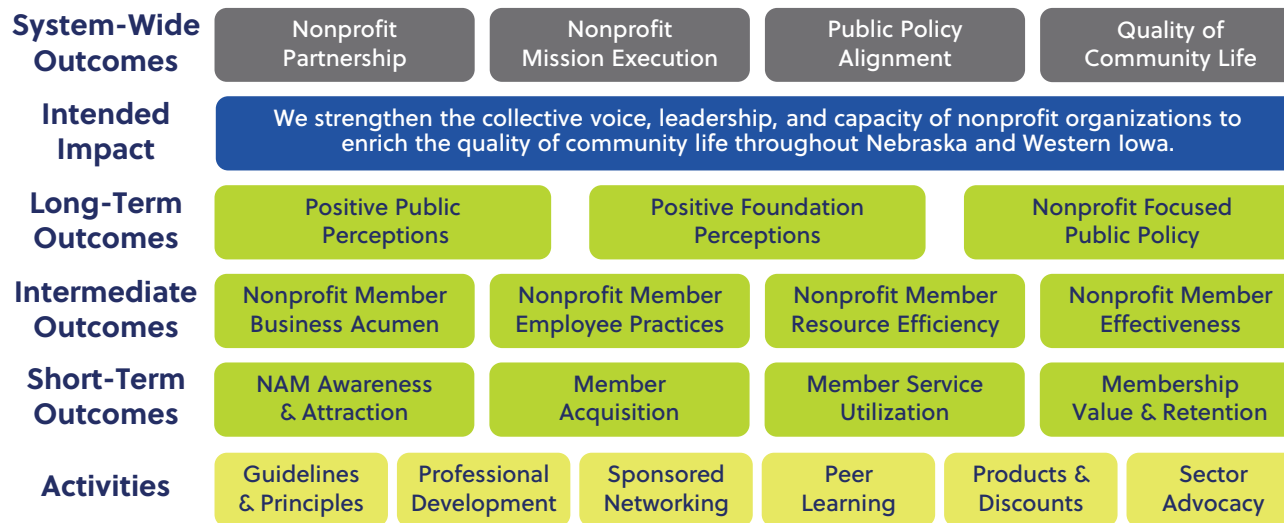 System-Wide
Outcomes
Nonprofit
Partnership
Nonprofit
Mission Execution
Public Policy
Alignment
Quality of
Community Life
Intended
Impact
We strengthen the collective voice, leadership, and capacity of nonprofit organizations to
enrich the quality of community life throughout Nebraska and Western Iowa.
Long-Term
Outcomes
Positive Public
Perceptions
Positive Foundation
Perceptions
Nonprofit Focused
Public Policy
Intermediate
Outcomes
Nonprofit Member
Business Acumen
Nonprofit Member
Employee Practices
Nonprofit Member
Resource Efficiency
Nonprofit Member
Effectiveness
Short-Term
Outcomes
NAM Awareness
& Attraction
Member
Acquisition
Member Service
Utilization
Membership
Value & Retention
Activities
Guidelines
& Principles
Professional
Development
Sponsored
Networking
Peer
Learning
Products &
Discounts
Sector
Advocacy